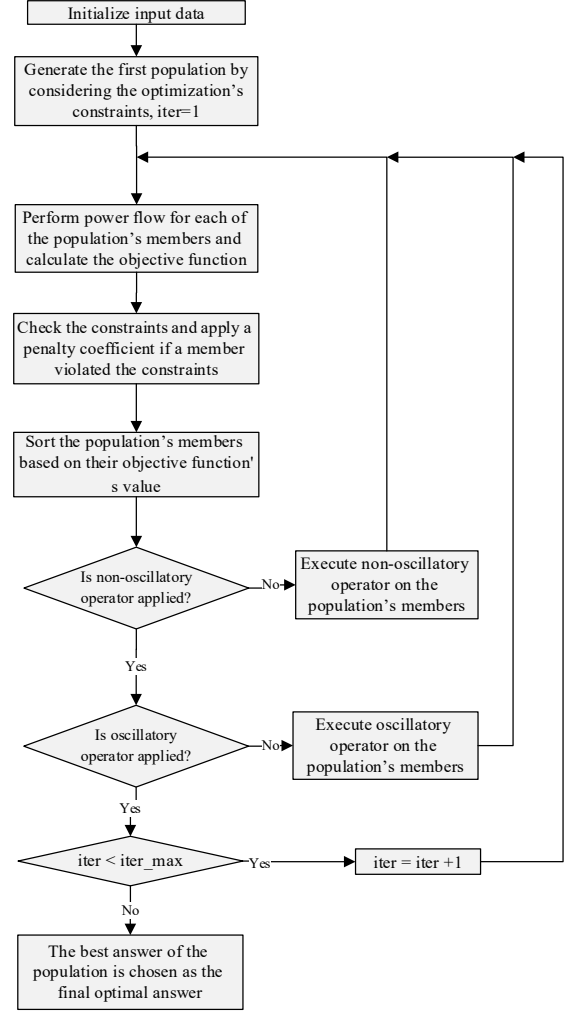 Initialize input data
Generate the first population by
considering the optimization’s
constraints, iter=1
Perform power flow for each of
the population’s members and
calculate the objective function
Check the constraints and apply a
penalty coefficient if a member
violated the constraints
Sort the population’s members
based on their objective function'
s value
Is non-oscillatory
operator applied?
No
Execute non-oscillatory
operator on the
population’s members
Yes
Is oscillatory
operator applied?
No
Execute oscillatory
operator on the
population’s members
Yes
iter < iter_max
Yes
iter = iter +1
No
The best answer of the
population is chosen as the
final optimal answer